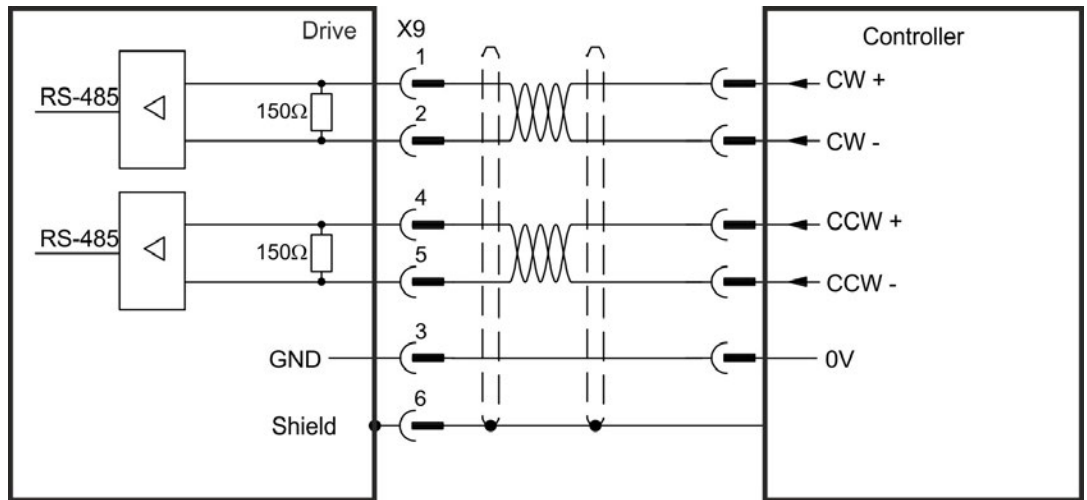 Drive X9 Controller
1
RS-485 150Ω CW +
2
CW -
4
RS-485 150Ω CCW +
5
CCW -
3
GND 0V
6
Shield